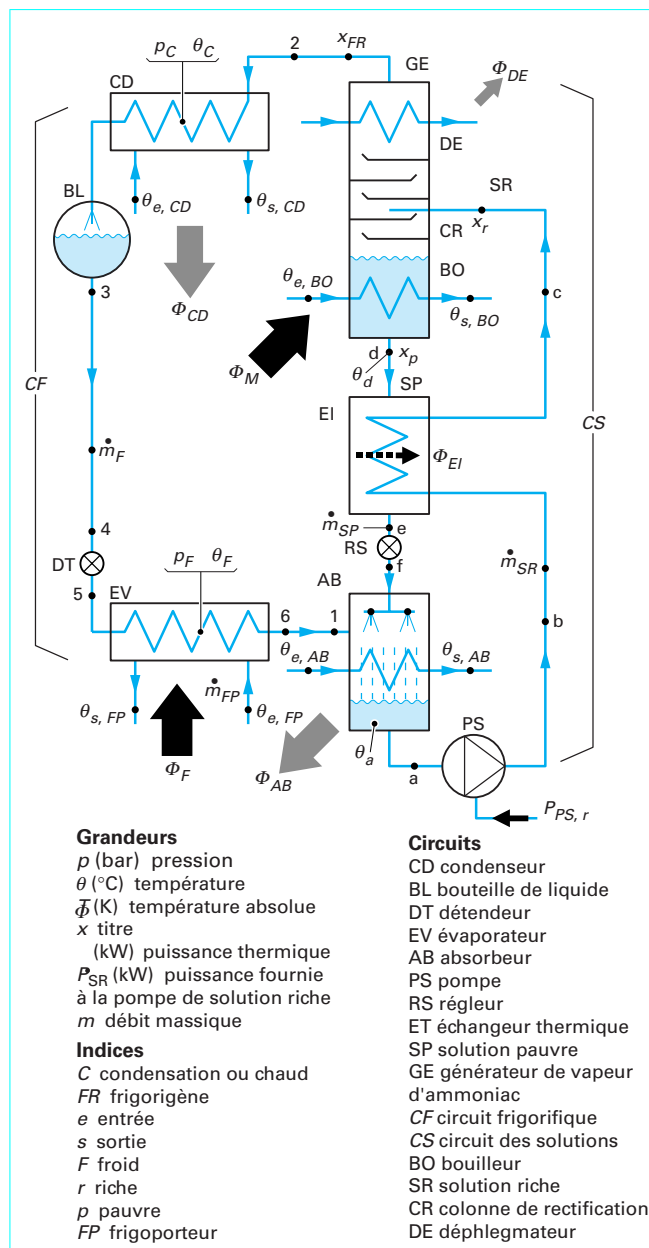 p_C θ_C
2
x_FR
GE
Φ_DE
CD
DE
CF
BL
θ_e, CD
θ_s, CD
SR
x_r
CR
BO
3
Φ_CD
θ_e, BO
θ_s, BO
c
Φ_M
d
x_p
θ_d
SP
EI
Φ_EI
CS
ṁ_F
ṁ_SP
e
RS
f
ṁ_SR
4
DT
5
p_F θ_F
EV
AB
6
1
b
θ_e, AB
θ_s, AB
θ_s, FP
ṁ_FP
θ_e, FP
Φ_F
Φ_AB
θ_a
a
PS
P_PS, r
Grandeurs
p (bar) pression
θ (°C) température
T (K) température absolue
Φ
x titre
(kW) puissance thermique
P_SR (kW) puissance fournie
à la pompe de solution riche
m débit massique
Indices
C condensation ou chaud
FR frigorigène
e entrée
s sortie
F froid
r riche
p pauvre
FP frigoporteur
Circuits
CD condenseur
BL bouteille de liquide
DT détendeur
EV évaporateur
AB absorbeur
PS pompe
RS régleur
ET échangeur thermique
SP solution pauvre
GE générateur de vapeur
d'ammoniac
CF circuit frigorifique
CS circuit des solutions
BO bouilleur
SR solution riche
CR colonne de rectification
DE déphlegmateur